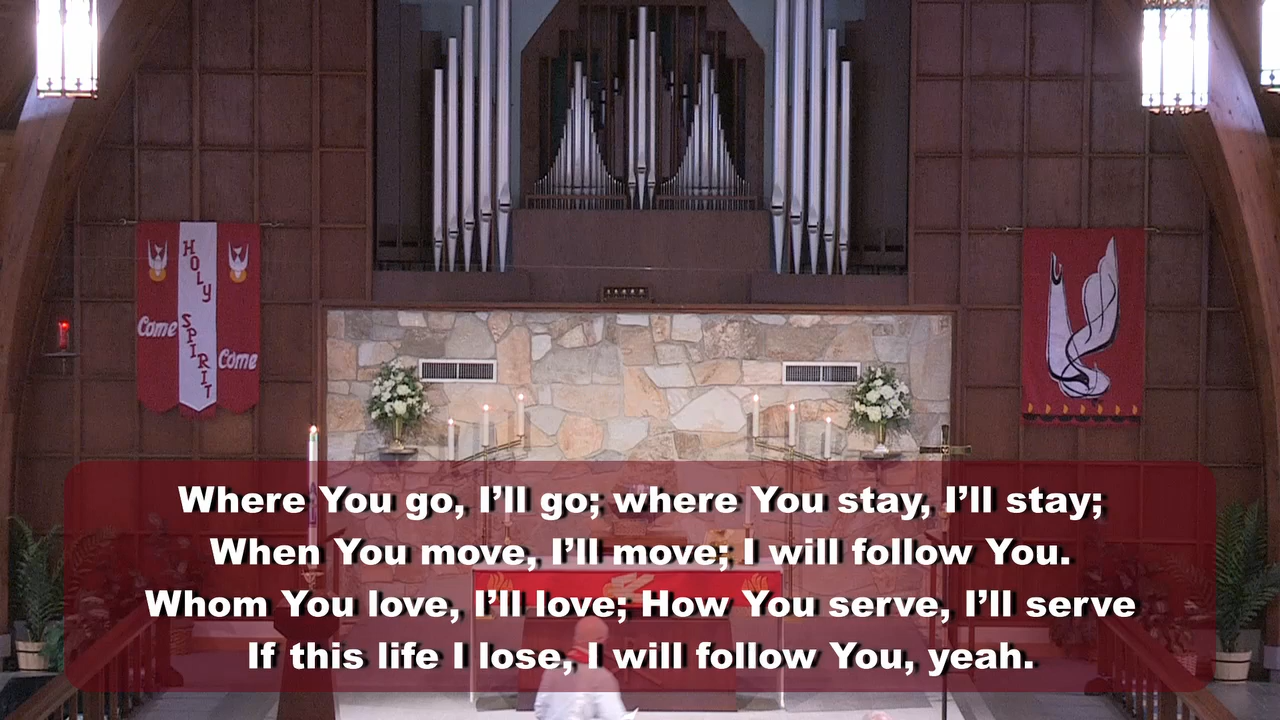 HOLY
SPIRIT
Come
Come
Where You go, I’ll go; where You stay, I’ll stay;
When You move, I’ll move; I will follow You.
Whom You love, I’ll love; How You serve, I’ll serve
If this life I lose, I will follow You, yeah.